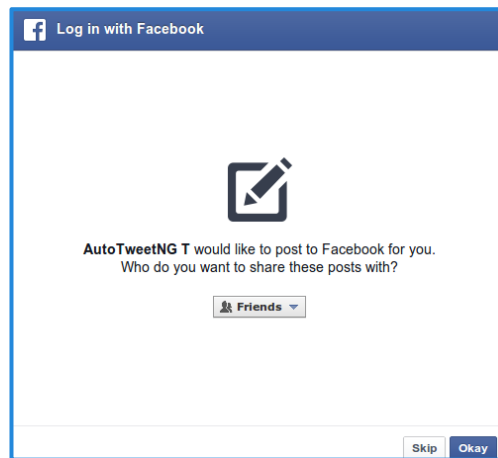 Log in with Facebook
AutoTweetNG T would like to post to Facebook for you.
Who do you want to share these posts with?
Friends
Skip Okay